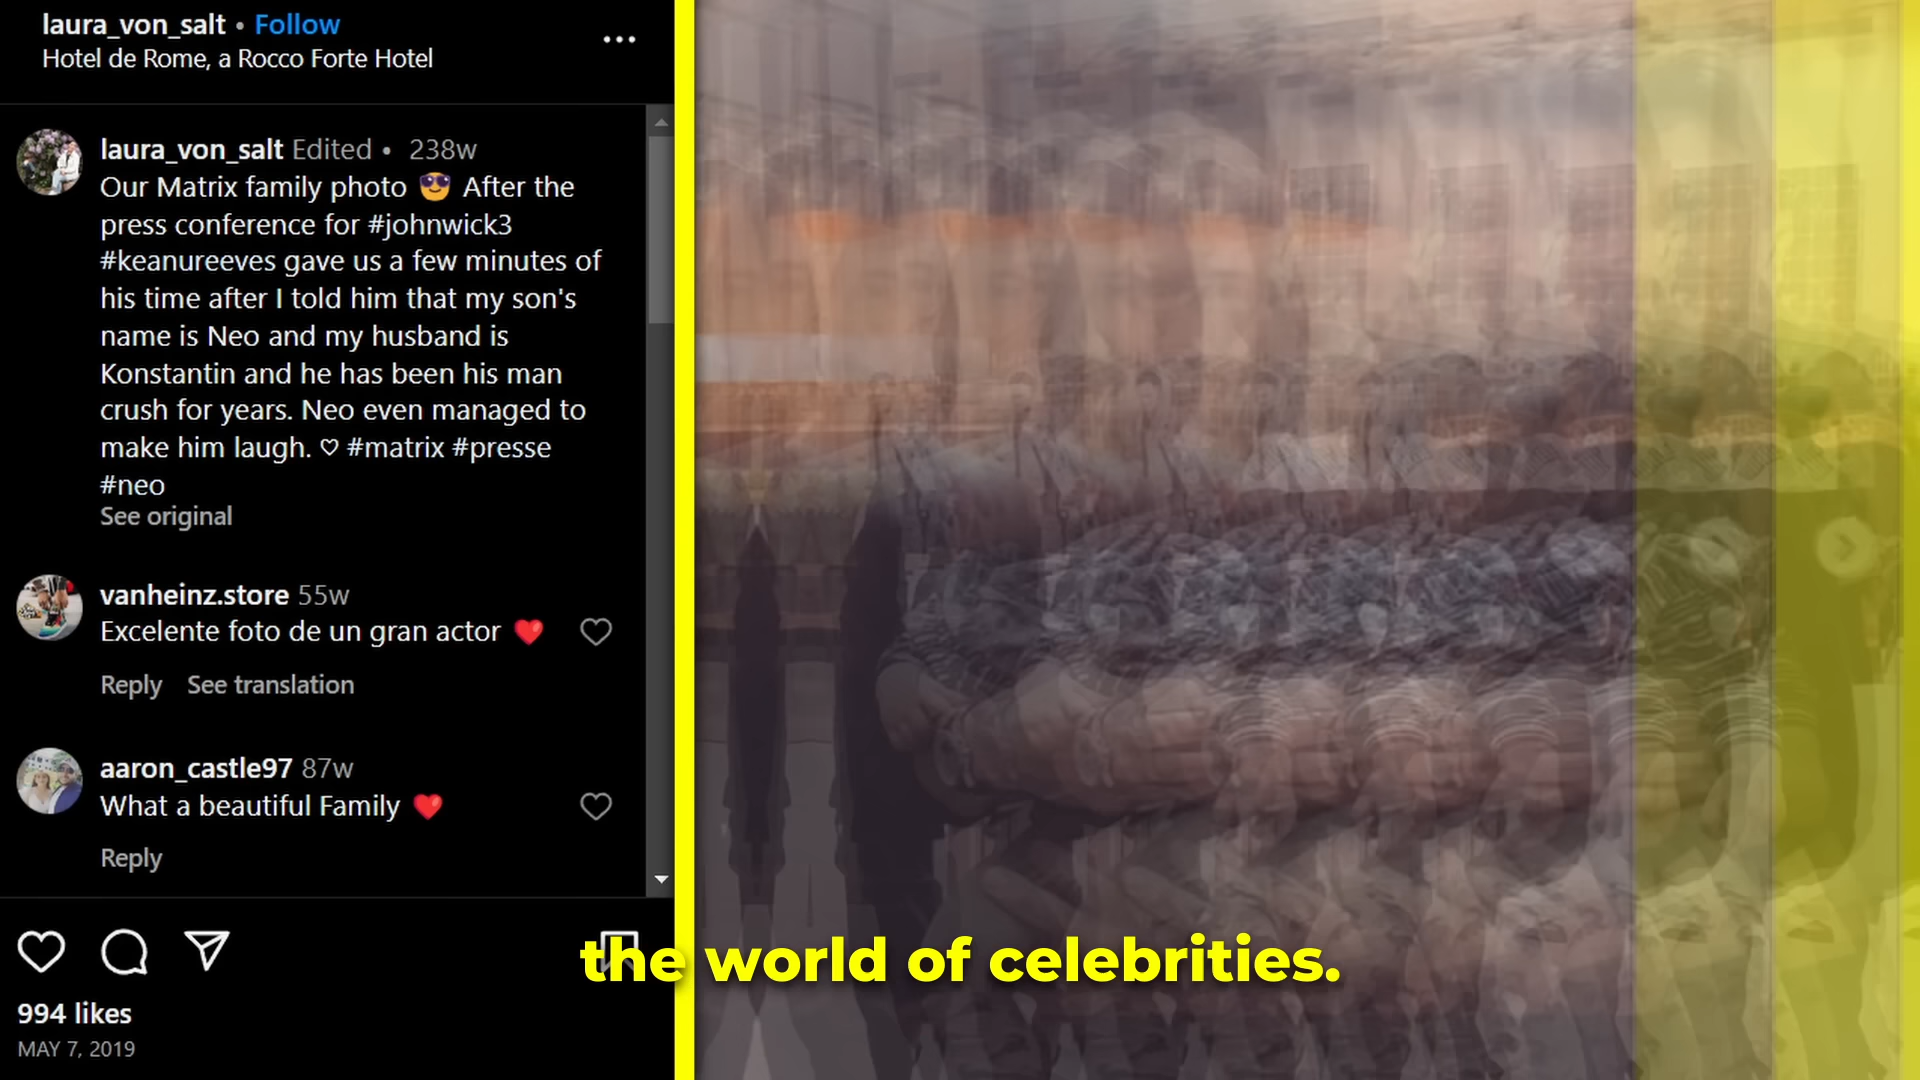 laura_von_salt • Follow
Hotel de Rome, a Rocco Forte Hotel
laura_von_salt Edited • 238w
Our Matrix family photo 😎 After the
press conference for #johnwick3
#keanureeves gave us a few minutes of
his time after I told him that my son's
name is Neo and my husband is
Konstantin and he has been his man
crush for years. Neo even managed to
make him laugh. ♡ #matrix #presse
#neo
See original
vanheinz.store 55w
Excelente foto de un gran actor ❤️
Reply See translation
aaron_castle97 87w
What a beautiful Family ❤️
Reply
the world of celebrities.
994 likes
MAY 7, 2019